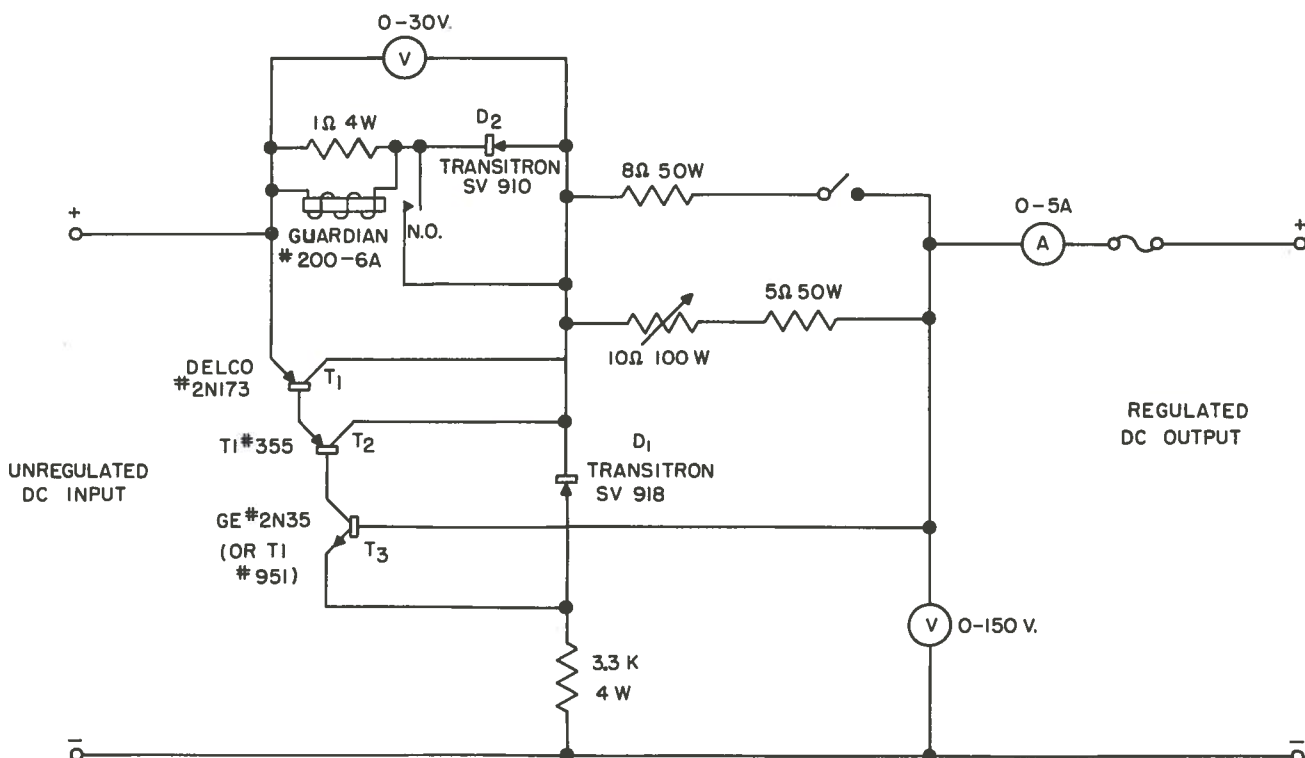 0-30V.
V
1Ω 4W
D2
TRANSITRON
SV 910
8Ω 50W
0-5A
+
A
+
GUARDIAN
#200-6A
N.O.
5Ω 50W
10Ω 100W
DELCO
#2N173
T1
REGULATED
DC OUTPUT
TI#355
T2
D1
TRANSITRON
SV 918
UNREGULATED
DC INPUT
GE#2N35
(OR TI
#951)
T3
V
0-150 V.
3.3 K
4 W
−
−